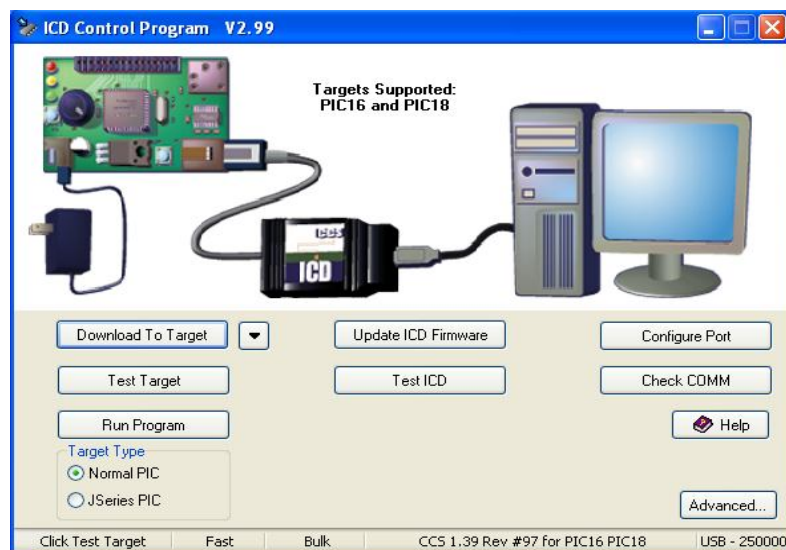 ICD Control Program V2.99
Targets Supported:
PIC16 and PIC18
CCS
ICD
Download To Target
Update ICD Firmware
Configure Port
Test Target
Test ICD
Check COMM
Run Program
Help
Target Type
Normal PIC
JSeries PIC
Advanced...
Click Test Target Fast Bulk CCS 1.39 Rev #97 for PIC16 PIC18 USB - 250000